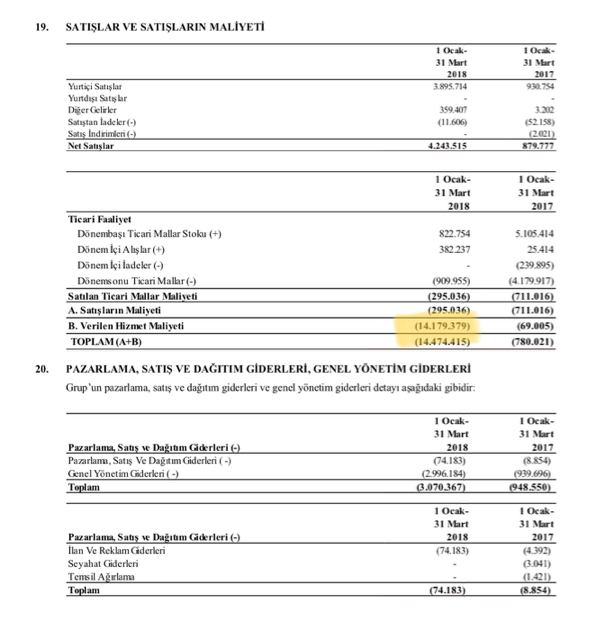 19. SATIŞLAR VE SATIŞLARIN MALİYETİ
1 Ocak- 1 Ocak-
31 Mart 31 Mart
2018 2017
Yurtiçi Satışlar 3.895.714 930.754
Yurtdışı Satışlar - -
Diğer Gelirler 359.407 3.202
Satıştan İadeler (-) (11.606) (52.158)
Satış İndirimleri (-) - (2.021)
Net Satışlar 4.243.515 879.777
1 Ocak- 1 Ocak-
31 Mart 31 Mart
2018 2017
Ticari Faaliyet
Dönembaşı Ticari Mallar Stoku (+) 822.754 5.105.414
Dönem İçi Alışlar (+) 382.237 25.414
Dönem İçi İadeler (-) - (239.895)
Dönemsonu Ticari Mallar (-) (909.955) (4.179.917)
Satılan Ticari Mallar Maliyeti (295.036) (711.016)
A. Satışların Maliyeti (295.036) (711.016)
B. Verilen Hizmet Maliyeti (14.179.379) (69.005)
TOPLAM (A+B) (14.474.415) (780.021)
20. PAZARLAMA, SATIŞ VE DAĞITIM GİDERLERİ, GENEL YÖNETİM GİDERLERİ
Grup'un pazarlama, satış ve dağıtım giderleri ve genel yönetim giderleri detayı aşağıdaki gibidir:
1 Ocak- 1 Ocak-
31 Mart 31 Mart
Pazarlama, Satış ve Dağıtım Giderleri (-) 2018 2017
Pazarlama, Satış Ve Dağıtım Giderleri (-) (74.183) (8.854)
Genel Yönetim Giderleri (-) (2.996.184) (939.696)
Toplam (3.070.367) (948.550)
1 Ocak- 1 Ocak-
31 Mart 31 Mart
Pazarlama, Satış ve Dağıtım Giderleri (-) 2018 2017
İlan Ve Reklam Giderleri (74.183) (4.392)
Seyahat Giderleri - (3.041)
Temsil Ağırlama - (1.421)
Toplam (74.183) (8.854)